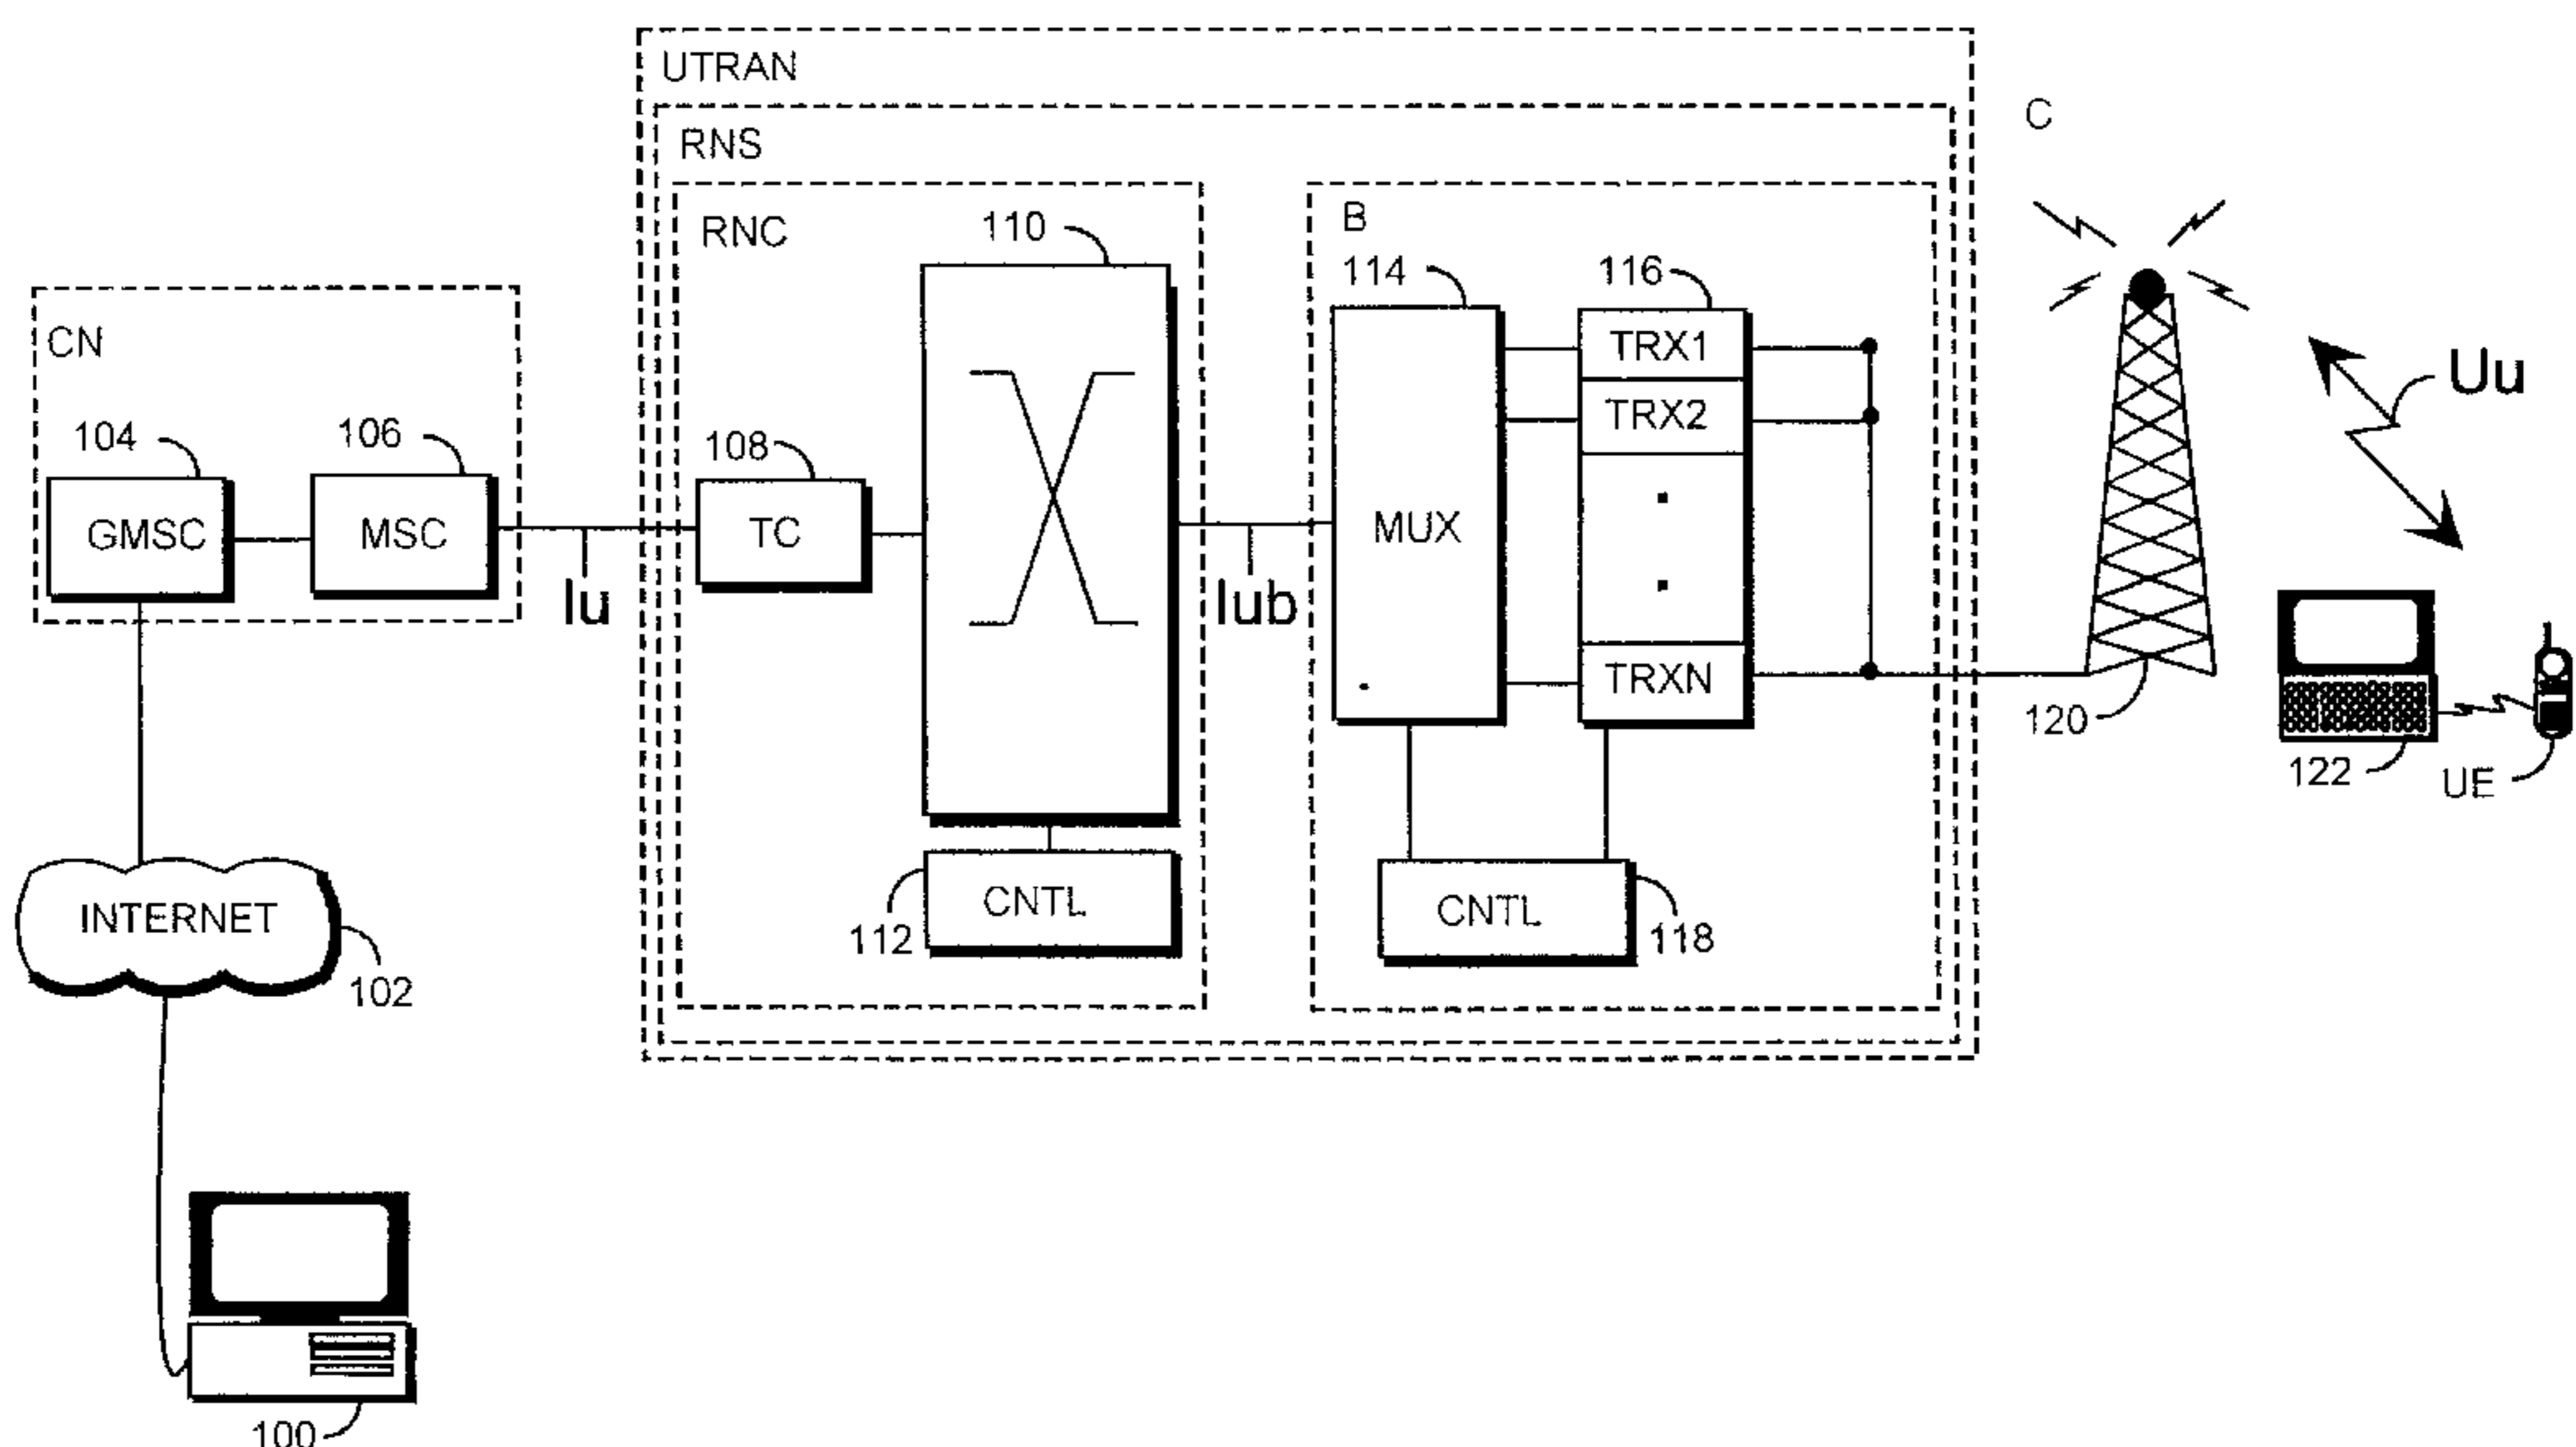 UTRAN
RNS
C
RNC
B
110
114
116
CN
TRX1
Uu
TRX2
104
106
108
GMSC
MSC
TC
MUX
Iu
Iub
TRXN
120
122
UE
INTERNET
CNTL
CNTL
112
118
102
100